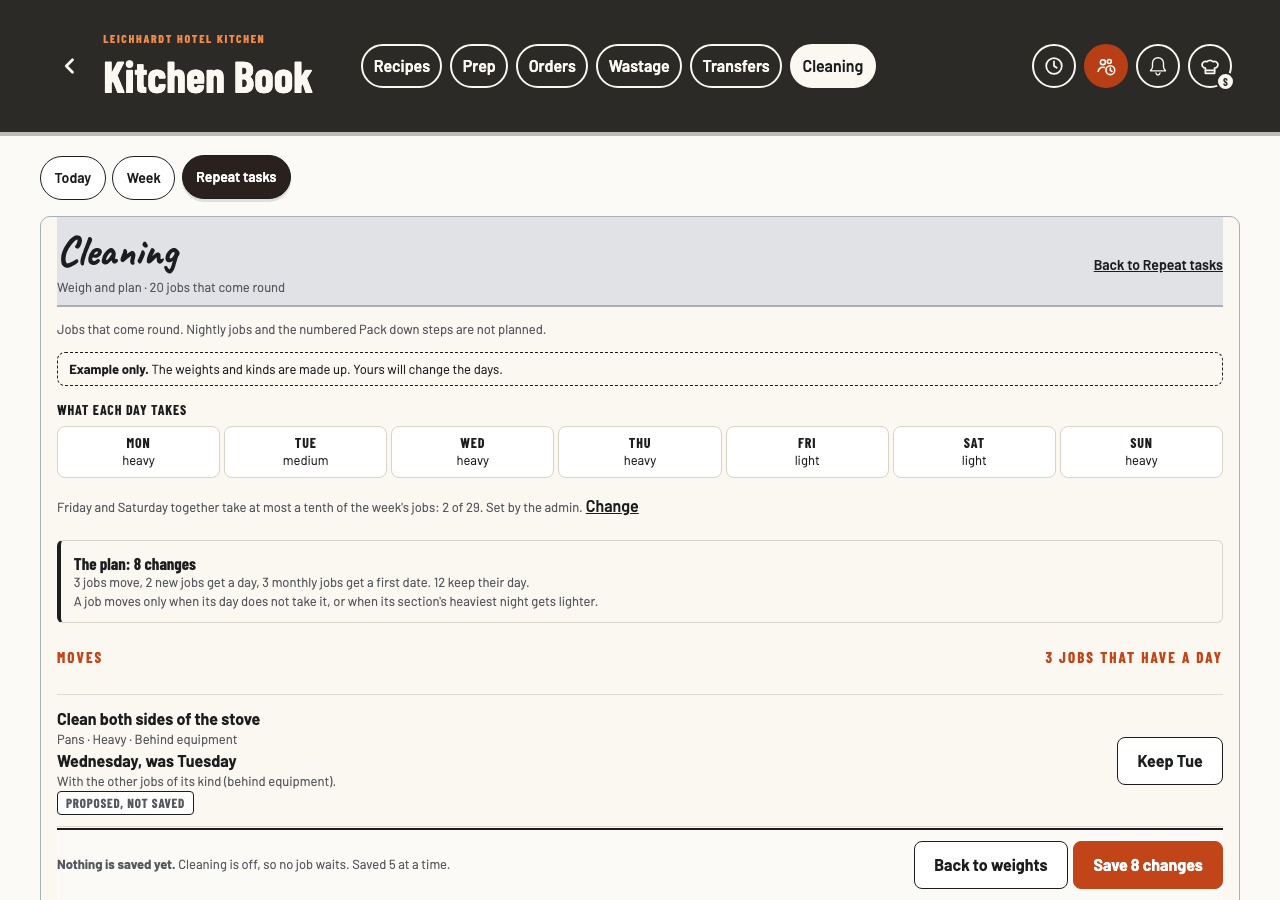 LEICHHARDT HOTEL KITCHEN
Kitchen Book
Recipes
Prep
Orders
Wastage
Transfers
Cleaning
S
Today
Week
Repeat tasks
Cleaning
Back to Repeat tasks
Weigh and plan · 20 jobs that come round
Jobs that come round. Nightly jobs and the numbered Pack down steps are not planned.
Example only. The weights and kinds are made up. Yours will change the days.
WHAT EACH DAY TAKES
MON
heavy
TUE
medium
WED
heavy
THU
heavy
FRI
light
SAT
light
SUN
heavy
Friday and Saturday together take at most a tenth of the week's jobs: 2 of 29. Set by the admin. Change
The plan: 8 changes
3 jobs move, 2 new jobs get a day, 3 monthly jobs get a first date. 12 keep their day.
A job moves only when its day does not take it, or when its section's heaviest night gets lighter.
MOVES
3 JOBS THAT HAVE A DAY
Clean both sides of the stove
Pans · Heavy · Behind equipment
Wednesday, was Tuesday
With the other jobs of its kind (behind equipment).
PROPOSED, NOT SAVED
Keep Tue
Nothing is saved yet. Cleaning is off, so no job waits. Saved 5 at a time.
Back to weights
Save 8 changes